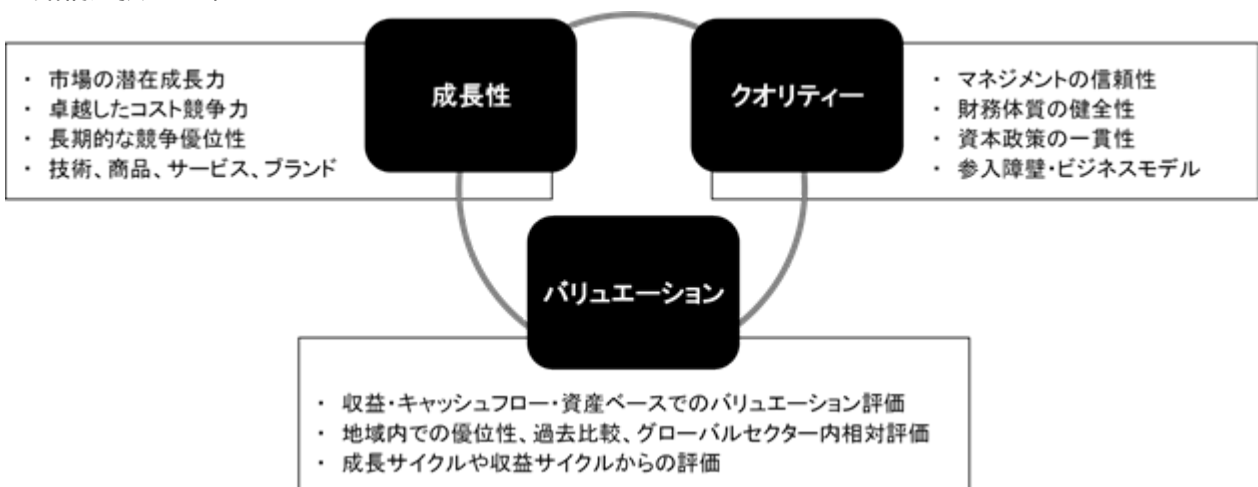 成長性
・ 市場の潜在成長力
・ 卓越したコスト競争力
・ 長期的な競争優位性
・ 技術、商品、サービス、ブランド
クオリティー
・ マネジメントの信頼性
・ 財務体質の健全性
・ 資本政策の一貫性
・ 参入障壁・ビジネスモデル
バリュエーション
・ 収益・キャッシュフロー・資産ベースでのバリュエーション評価
・ 地域内での優位性、過去比較、グローバルセクター内相対評価
・ 成長サイクルや収益サイクルからの評価